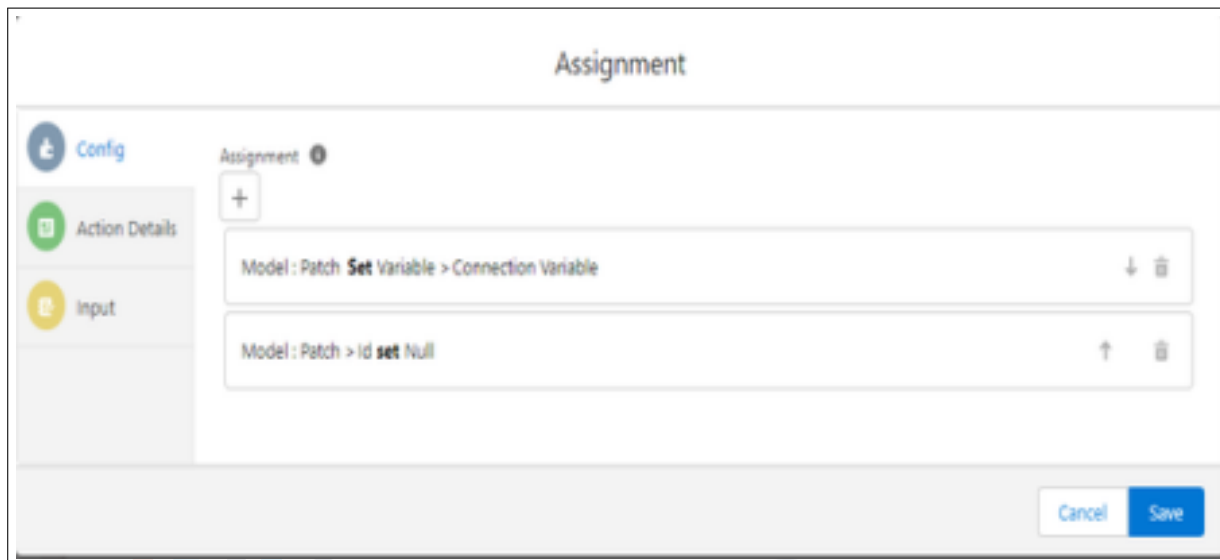 Assignment
Config
Assignment
Action Details
Model : Patch Set Variable > Connection Variable
Input
Model : Patch > Id set Null
Cancel
Save